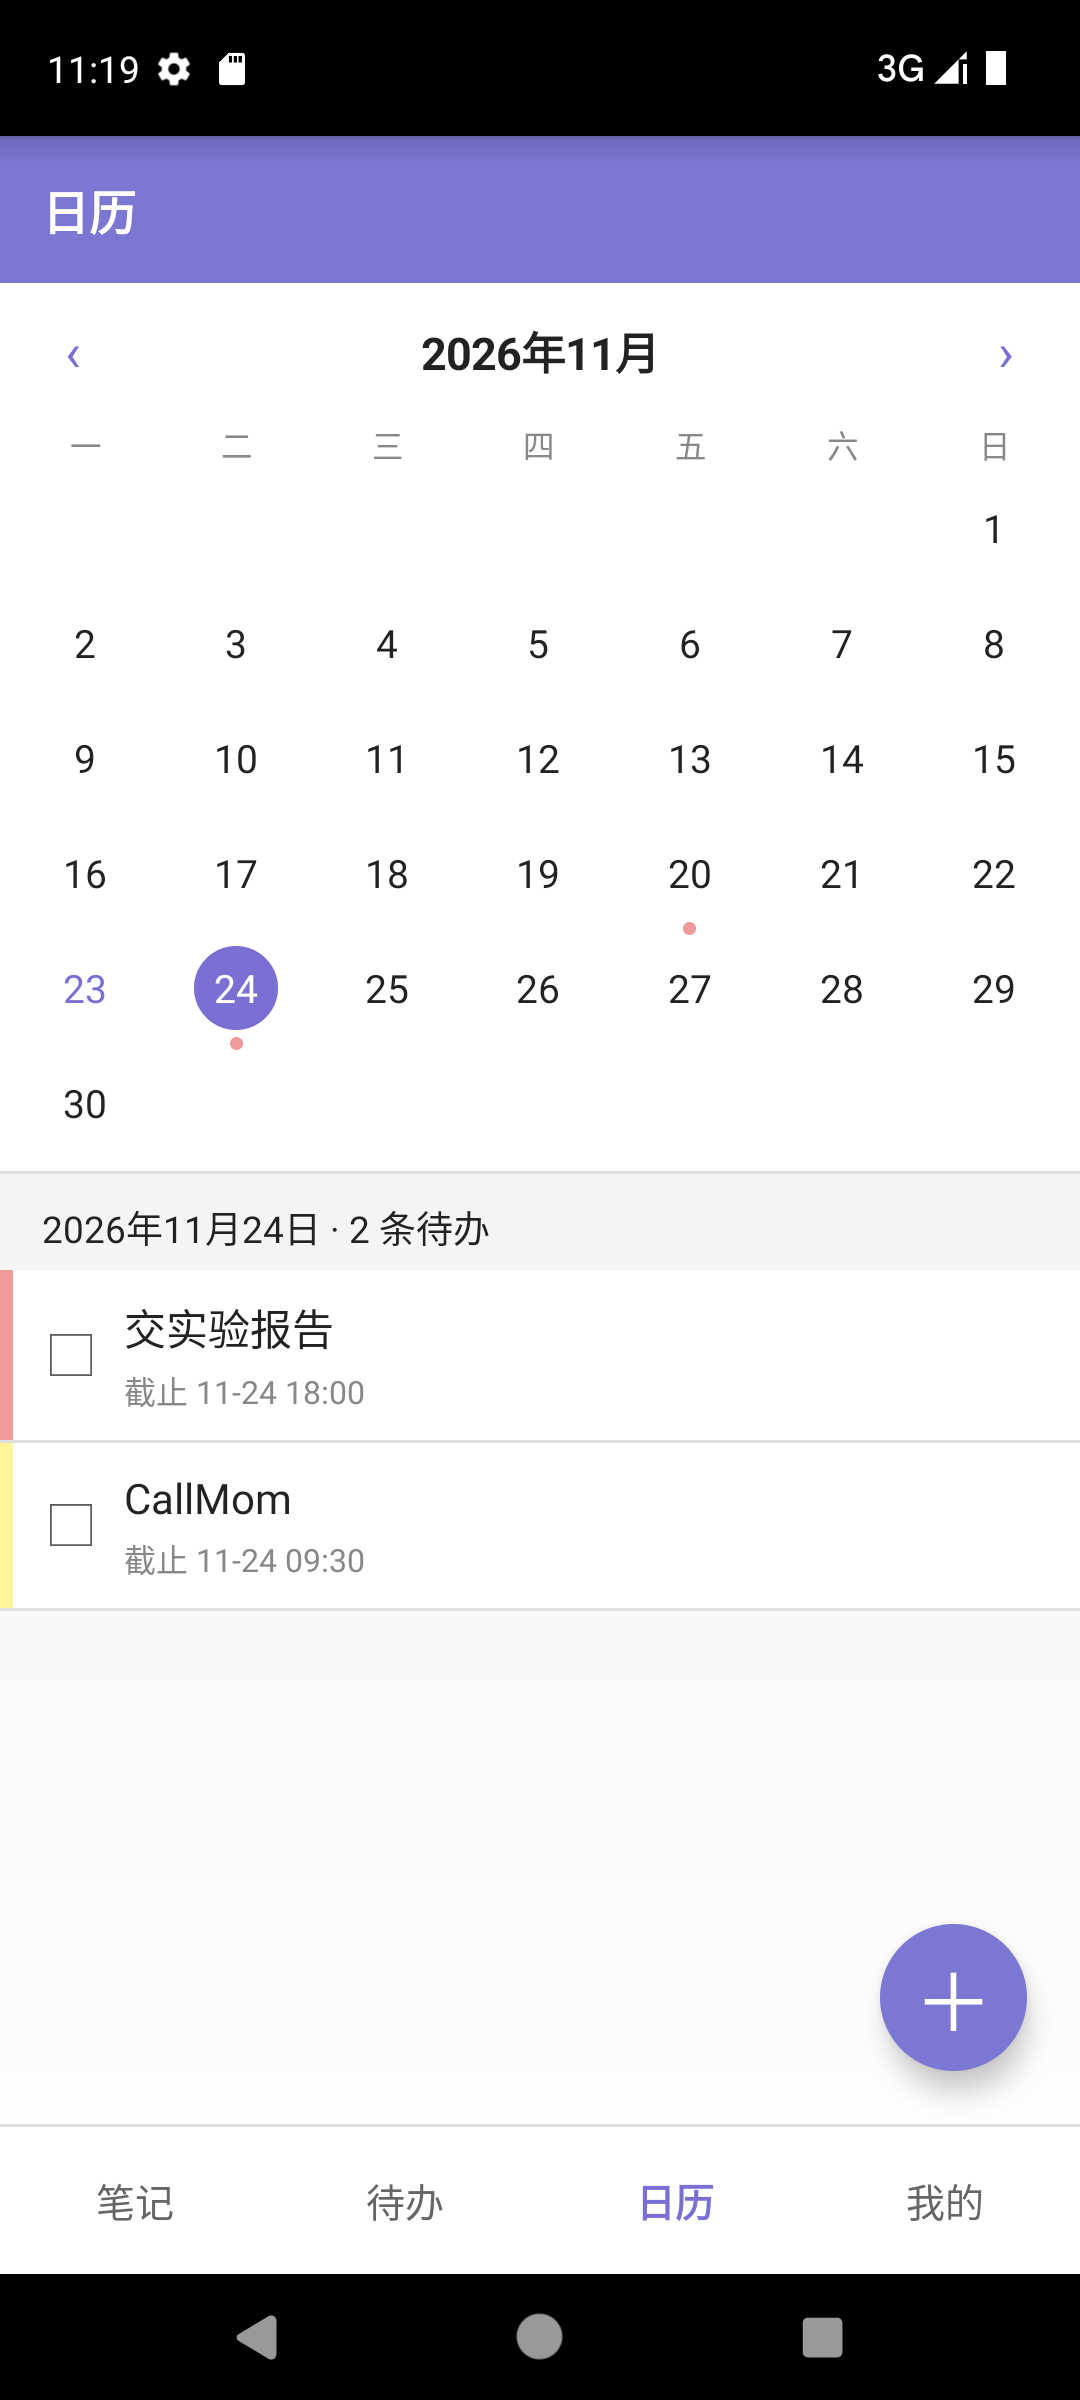 11:19
3G
日历
‹ 2026年11月 ›
一 二 三 四 五 六 日
1
2 3 4 5 6 7 8
9 10 11 12 13 14 15
16 17 18 19 20 21 22
23 24 25 26 27 28 29
30
2026年11月24日 · 2 条待办
交实验报告
截止 11-24 18:00
CallMom
截止 11-24 09:30
笔记 待办 日历 我的